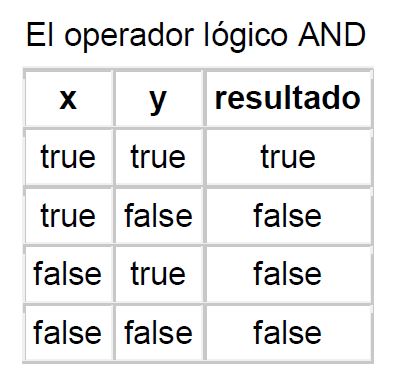 El operador lógico AND
x y resultado
true true true
true false false
false true false
false false false